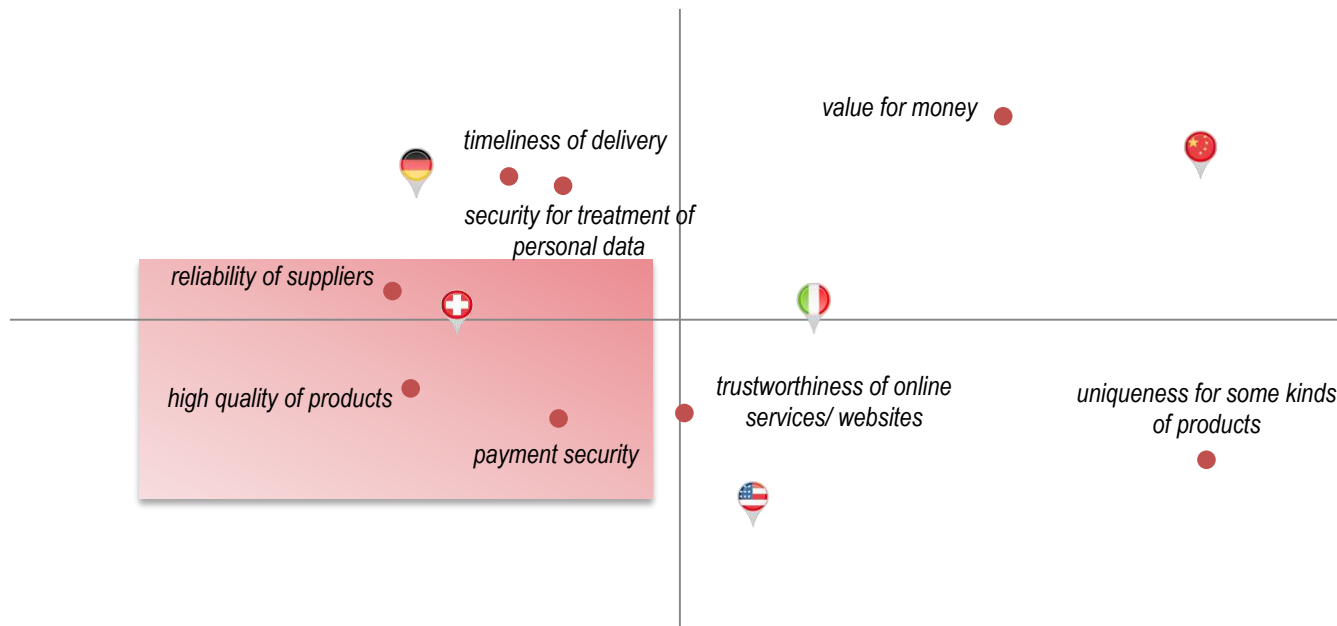 value for money
timeliness of delivery
security for treatment of
personal data
reliability of suppliers
high quality of products
payment security
trustworthiness of online
services/ websites
uniqueness for some kinds
of products